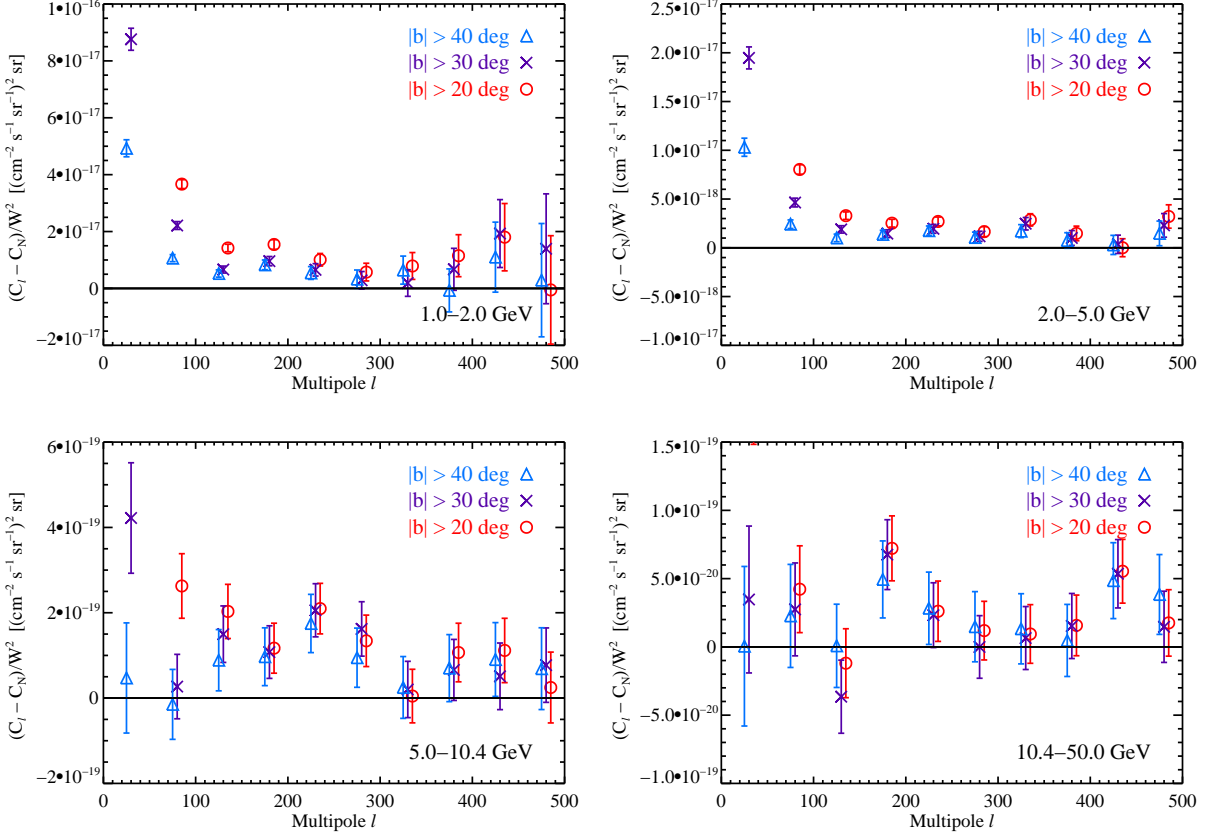 1•10⁻¹⁶
8•10⁻¹⁷
6•10⁻¹⁷
4•10⁻¹⁷
2•10⁻¹⁷
0
−2•10⁻¹⁷
(C_l − C_N)/W² [(cm⁻² s⁻¹ sr⁻¹)² sr]
|b| > 40 deg
|b| > 30 deg
|b| > 20 deg
1.0−2.0 GeV
0 100 200 300 400 500
Multipole l
2.5•10⁻¹⁷
2.0•10⁻¹⁷
1.5•10⁻¹⁷
1.0•10⁻¹⁷
5.0•10⁻¹⁸
0
−5.0•10⁻¹⁸
−1.0•10⁻¹⁷
(C_l − C_N)/W² [(cm⁻² s⁻¹ sr⁻¹)² sr]
|b| > 40 deg
|b| > 30 deg
|b| > 20 deg
2.0−5.0 GeV
0 100 200 300 400 500
Multipole l
6•10⁻¹⁹
4•10⁻¹⁹
2•10⁻¹⁹
0
−2•10⁻¹⁹
(C_l − C_N)/W² [(cm⁻² s⁻¹ sr⁻¹)² sr]
|b| > 40 deg
|b| > 30 deg
|b| > 20 deg
5.0−10.4 GeV
0 100 200 300 400 500
Multipole l
1.5•10⁻¹⁹
1.0•10⁻¹⁹
5.0•10⁻²⁰
0
−5.0•10⁻²⁰
−1.0•10⁻¹⁹
(C_l − C_N)/W² [(cm⁻² s⁻¹ sr⁻¹)² sr]
|b| > 40 deg
|b| > 30 deg
|b| > 20 deg
10.4−50.0 GeV
0 100 200 300 400 500
Multipole l